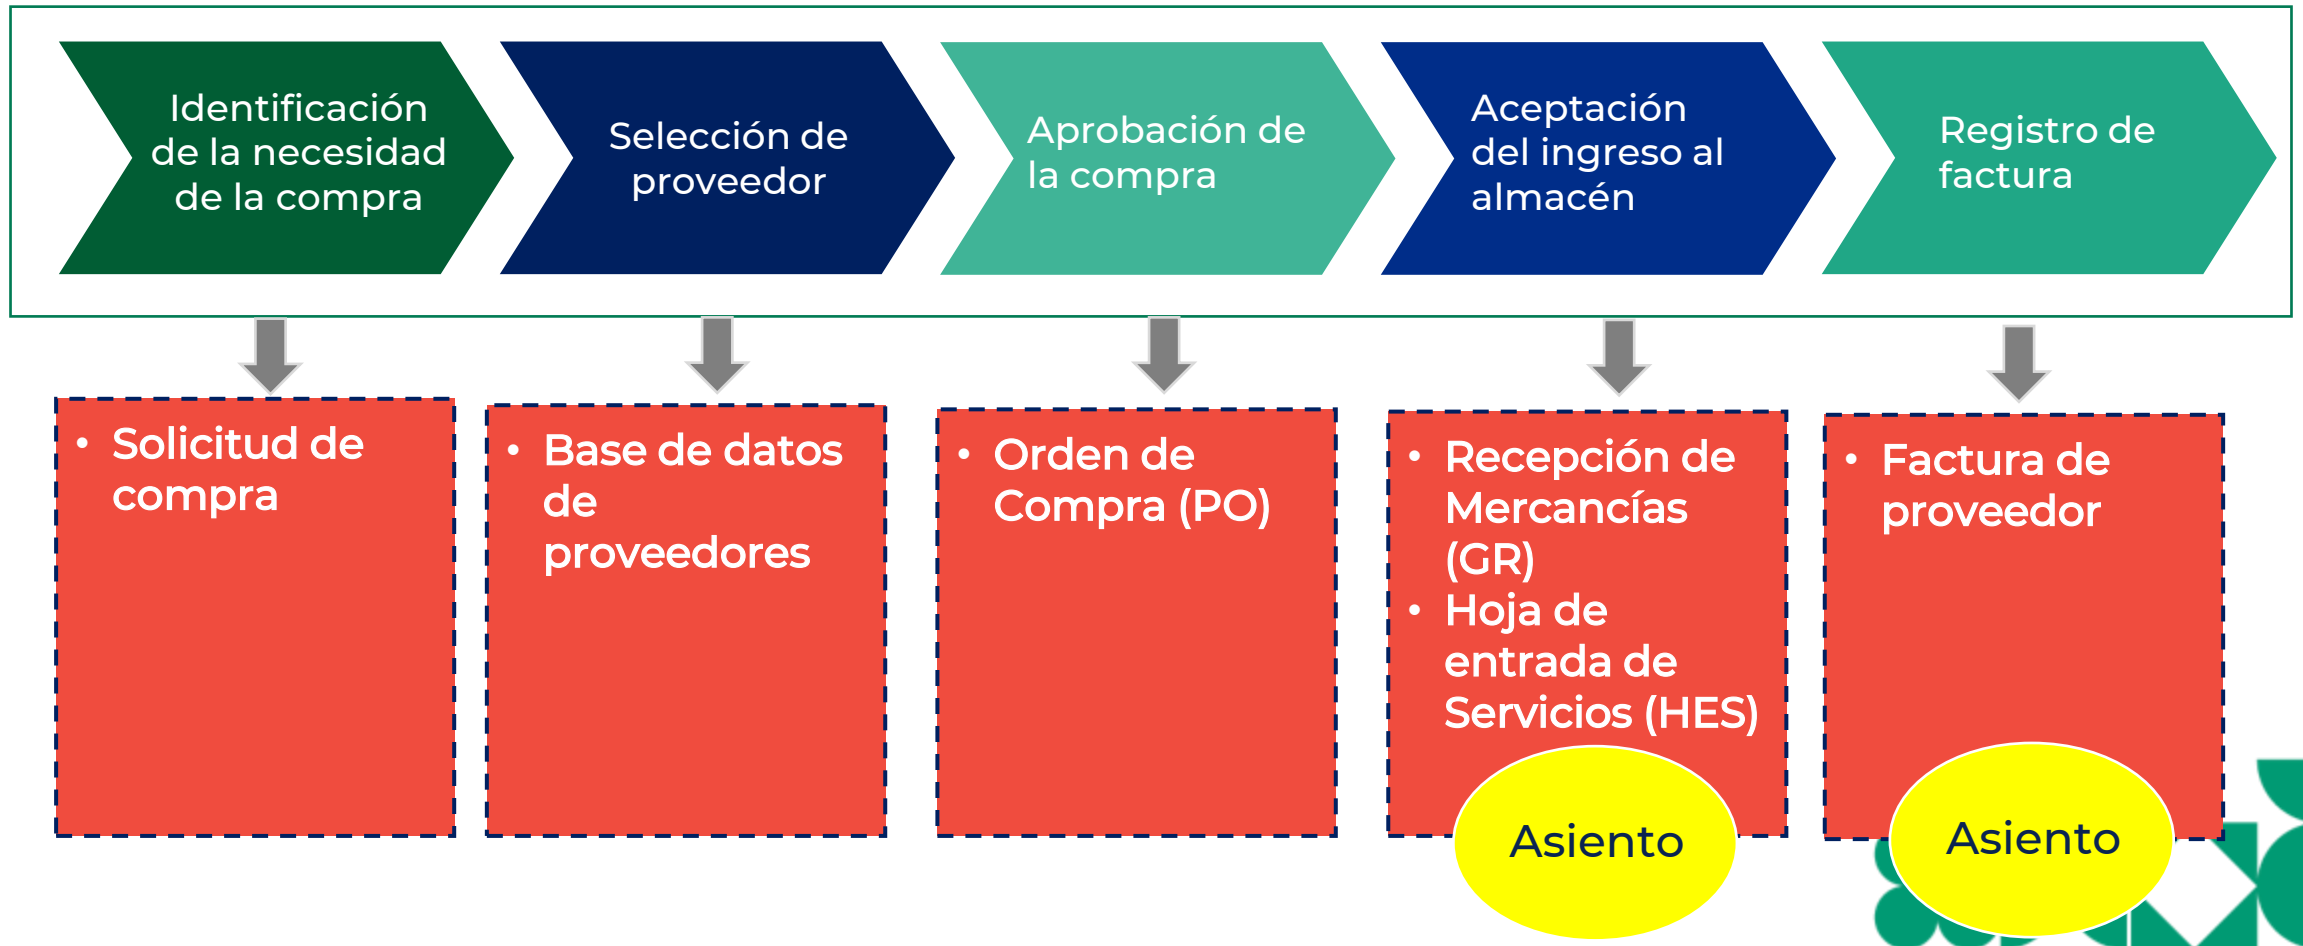 Identificación
de la necesidad
de la compra
Selección de
proveedor
Aprobación de
la compra
Aceptación
del ingreso al
almacén
Registro de
factura
• Solicitud de
compra
• Base de datos
de
proveedores
• Orden de
Compra (PO)
• Recepción de
Mercancías
(GR)
• Hoja de
entrada de
Servicios (HES)
Asiento
• Factura de
proveedor
Asiento